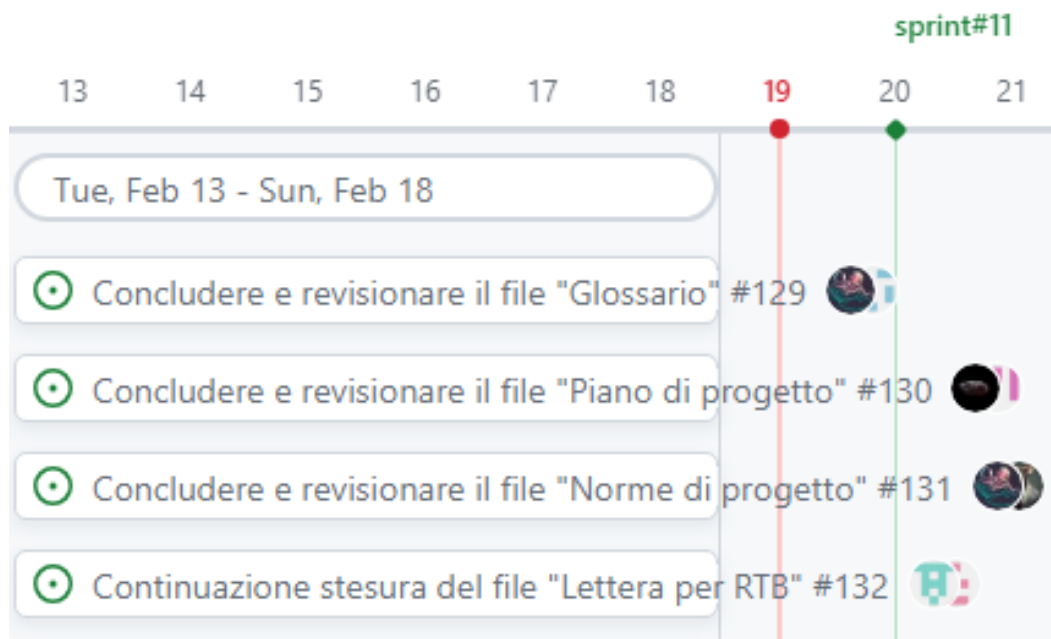 sprint#11
13 14 15 16 17 18 19 20 21
Tue, Feb 13 - Sun, Feb 18
Concludere e revisionare il file "Glossario" #129
Concludere e revisionare il file "Piano di progetto" #130
Concludere e revisionare il file "Norme di progetto" #131
Continuazione stesura del file "Lettera per RTB" #132